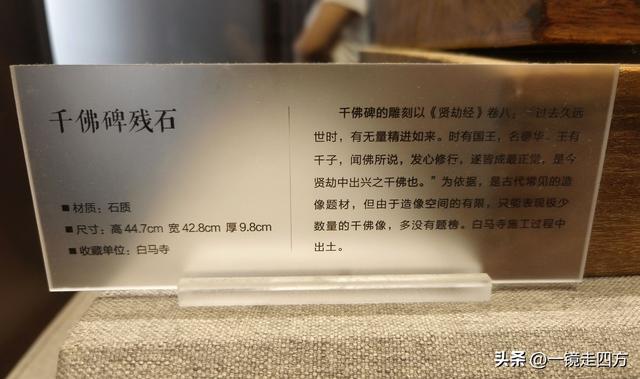 千佛碑残石
■ 材质：石质
■ 尺寸：高44.7cm 宽42.8cm 厚9.8cm
■ 收藏单位：白马寺
千佛碑的雕刻以《贤劫经》卷八：“过去久远
世时，有无量精进如来。时有国王，名德华。王有
千子，闻佛所说，发心修行，遂皆成最正觉，是今
贤劫中出兴之千佛也。”为依据，是古代常见的造
像题材，但由于造像空间的有限，只能表现极少
数量的千佛像，多没有题榜。白马寺施工过程中
出土。
头条 @一镜走四方